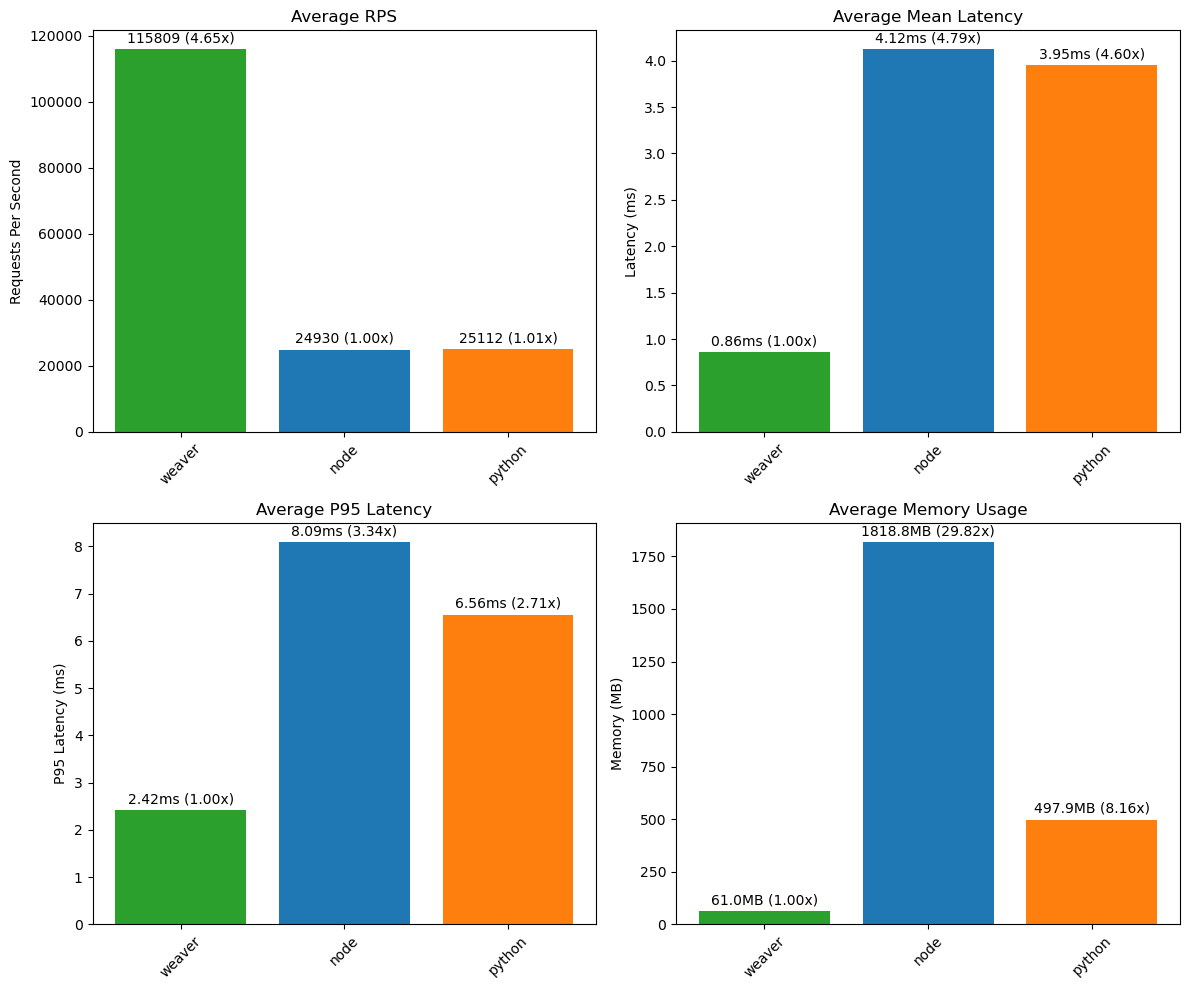 Average RPS
Requests Per Second
120000
100000
80000
60000
40000
20000
0
115809 (4.65x)
24930 (1.00x)
25112 (1.01x)
weaver
node
python
Average Mean Latency
Latency (ms)
4.0
3.5
3.0
2.5
2.0
1.5
1.0
0.5
0.0
0.86ms (1.00x)
4.12ms (4.79x)
3.95ms (4.60x)
weaver
node
python
Average P95 Latency
P95 Latency (ms)
8
7
6
5
4
3
2
1
0
2.42ms (1.00x)
8.09ms (3.34x)
6.56ms (2.71x)
weaver
node
python
Average Memory Usage
Memory (MB)
1750
1500
1250
1000
750
500
250
0
61.0MB (1.00x)
1818.8MB (29.82x)
497.9MB (8.16x)
weaver
node
python